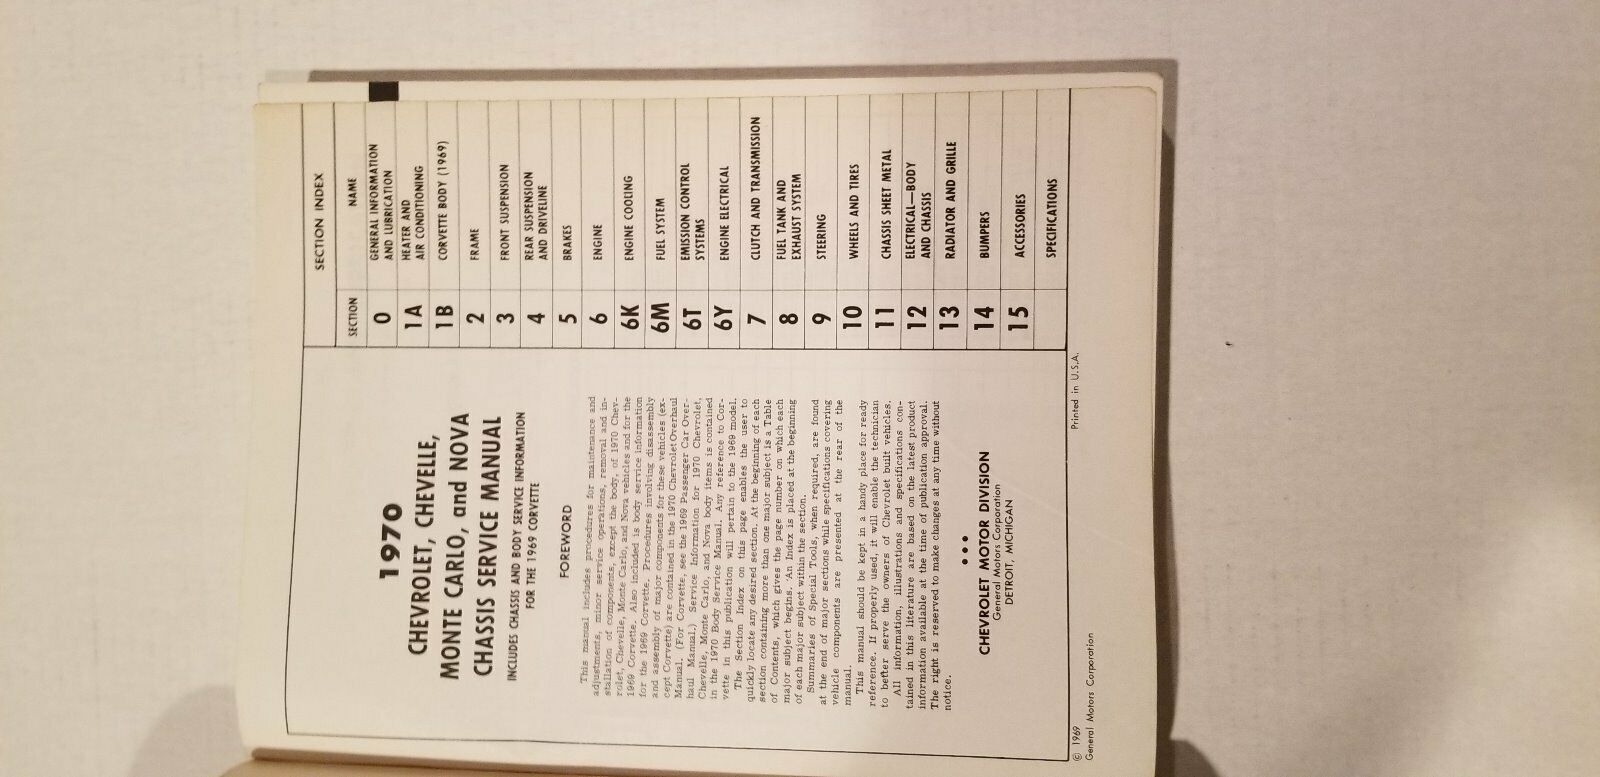 1970
CHEVROLET, CHEVELLE,
MONTE CARLO, and NOVA
CHASSIS SERVICE MANUAL
INCLUDES CHASSIS AND BODY SERVICE INFORMATION
FOR THE 1969 CORVETTE
FOREWORD
This manual includes procedures for maintenance and
adjustments, minor service operations, removal and in-
stallation of components, except the body, of 1970 Chev-
rolet, Chevelle, Monte Carlo, and Nova vehicles and for the
1969 Corvette. Also included is body service information
for the 1969 Corvette. Procedures involving disassembly
and assembly of major components for these vehicles (ex-
cept Corvette) are contained in the 1970 Chevrolet Overhaul
Manual. (For Corvette, see the 1969 Passenger Car Over-
haul Manual.) Service Information for 1970 Chevrolet,
Chevelle, Monte Carlo, and Nova body items is contained
in the 1970 Body Service Manual. Any reference to Cor-
vette in this publication will pertain to the 1969 model.
The Section Index on this page enables the user to
quickly locate any desired section. At the beginning of each
section containing more than one major subject is a Table
of Contents, which gives the page number on which each
major subject begins. An Index is placed at the beginning
of each major subject within the section.
Summaries of Special Tools, when required, are found
at the end of major sections while specifications covering
vehicle components are presented at the rear of the
manual.
This manual should be kept in a handy place for ready
reference. If properly used, it will enable the technician
to better serve the owners of Chevrolet built vehicles.
All information, illustrations and specifications con-
tained in this literature are based on the latest product
information available at the time of publication approval.
The right is reserved to make changes at any time without
notice.
•••
CHEVROLET MOTOR DIVISION
General Motors Corporation
DETROIT, MICHIGAN
SECTION INDEX
SECTION NAME
0 GENERAL INFORMATION
AND LUBRICATION
1A HEATER AND
AIR CONDITIONING
1B CORVETTE BODY (1969)
2 FRAME
3 FRONT SUSPENSION
4 REAR SUSPENSION
AND DRIVELINE
5 BRAKES
6 ENGINE
6K ENGINE COOLING
6M FUEL SYSTEM
6T EMISSION CONTROL
SYSTEMS
6Y ENGINE ELECTRICAL
7 CLUTCH AND TRANSMISSION
8 FUEL TANK AND
EXHAUST SYSTEM
9 STEERING
10 WHEELS AND TIRES
11 CHASSIS SHEET METAL
12 ELECTRICAL—BODY
AND CHASSIS
13 RADIATOR AND GRILLE
14 BUMPERS
15 ACCESSORIES
SPECIFICATIONS
© 1969
General Motors Corporation
Printed in U.S.A.